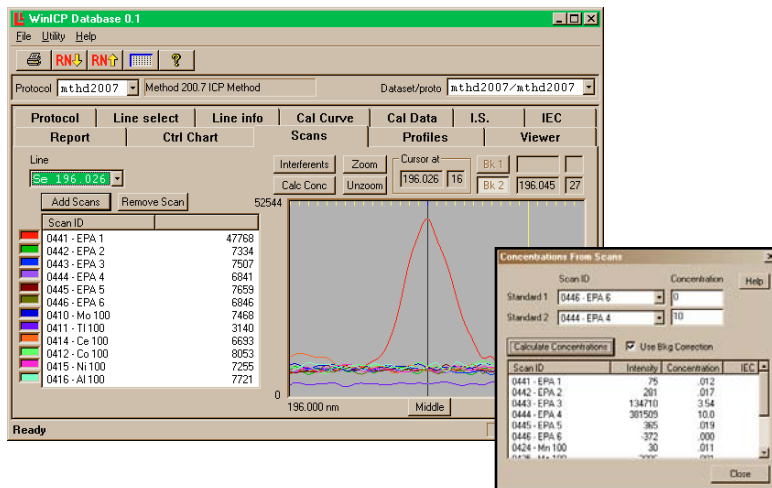 WinICP Database 0.1
File Utility Help
RN RN ?
Protocol mthd2007 Method 200.7 ICP Method Dataset/proto mthd2007/mthd2007
Protocol Line select Line info Cal Curve Cal Data I.S. IEC
Report Ctrl Chart Scans Profiles Viewer
Line
Se 196.026
Add Scans Remove Scan
Interferents Zoom Cursor at Bk 1
Calc Conc Unzoom 196.026 16 Bk 2 196.045 27
52544
Scan ID
0441 - EPA 1 47768
0442 - EPA 2 7334
0443 - EPA 3 7507
0444 - EPA 4 6841
0445 - EPA 5 7659
0446 - EPA 6 6846
0410 - Mo 100 7468
0411 - Tl 100 3140
0414 - Ce 100 6693
0412 - Co 100 8053
0415 - Ni 100 7255
0416 - Al 100 7721
0
196.000 nm Middle
Ready
Concentrations From Scans
Scan ID Concentration Help
Standard 1 0446 - EPA 6 0
Standard 2 0444 - EPA 4 10
Calculate Concentrations Use Bkg Correction
Scan ID Intensity Concentration IEC
0441 - EPA 1 75 .012
0442 - EPA 2 281 .017
0443 - EPA 3 134710 3.54
0444 - EPA 4 381509 10.0
0445 - EPA 5 365 .019
0446 - EPA 6 -372 .000
0424 - Mn 100 30 .011
Close